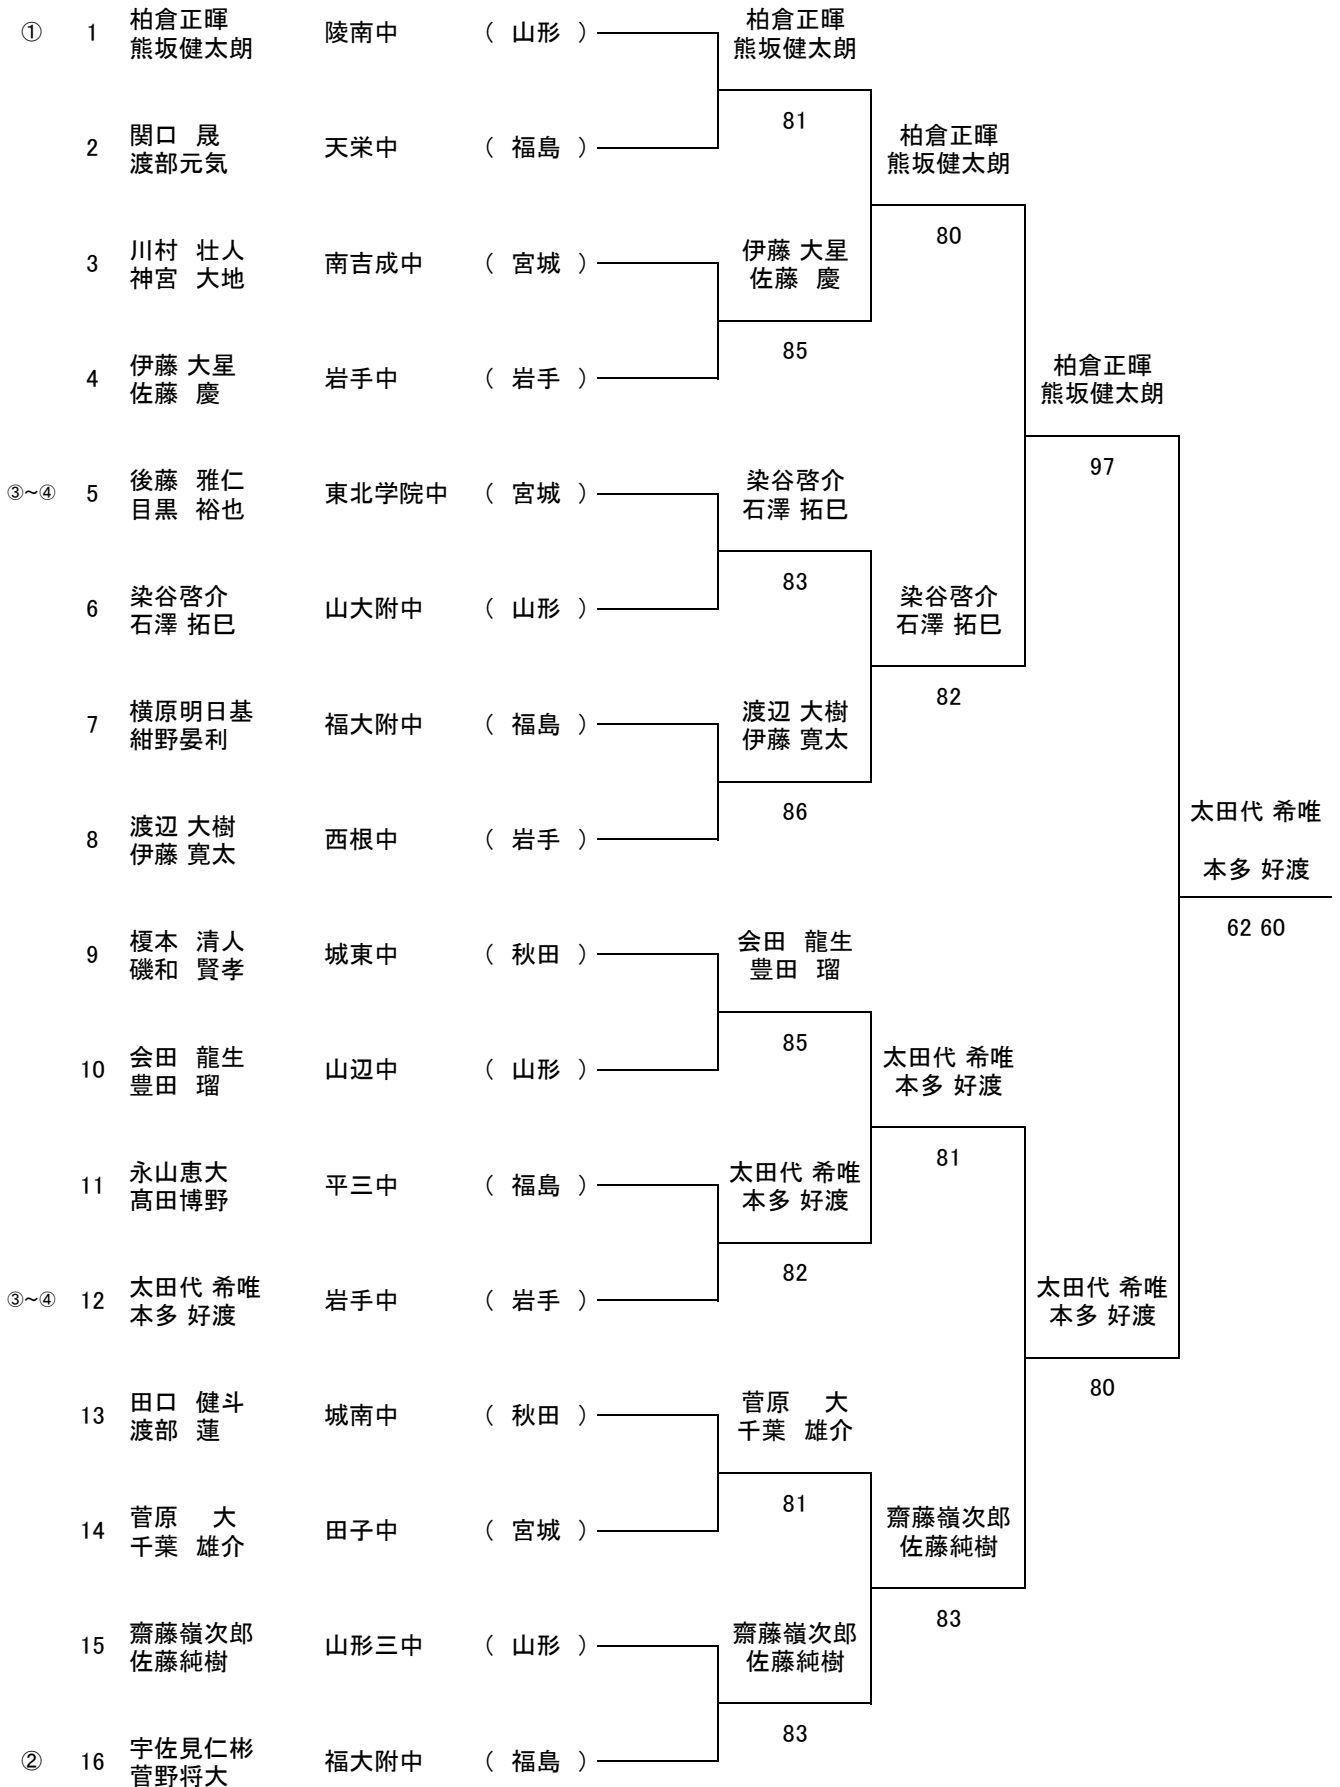 ① 1 柏倉正暉 陵南中 ( 山形 ) 柏倉正暉
熊坂健太朗 熊坂健太朗
81
2 関口 晟 天栄中 ( 福島 ) 柏倉正暉
渡部元気 熊坂健太朗
80
3 川村 壮人 南吉成中 ( 宮城 ) 伊藤 大星
神宮 大地 佐藤 慶
85
4 伊藤 大星 岩手中 ( 岩手 ) 柏倉正暉
佐藤 慶 熊坂健太朗
97
③~④ 5 後藤 雅仁 東北学院中 ( 宮城 ) 染谷啓介
目黒 裕也 石澤 拓巳
83
6 染谷啓介 山大附中 ( 山形 ) 染谷啓介
石澤 拓巳 石澤 拓巳
82
7 横原明日基 福大附中 ( 福島 ) 渡辺 大樹
紺野晏利 伊藤 寛太
86
太田代 希唯
8 渡辺 大樹 西根中 ( 岩手 )
伊藤 寛太
本多 好渡
62 60
9 榎本 清人 城東中 ( 秋田 ) 会田 龍生
磯和 賢孝 豊田 瑠
85
10 会田 龍生 山辺中 ( 山形 ) 太田代 希唯
豊田 瑠 本多 好渡
81
11 永山恵大 平三中 ( 福島 ) 太田代 希唯
髙田博野 本多 好渡
82
③~④ 12 太田代 希唯 岩手中 ( 岩手 ) 太田代 希唯
本多 好渡 本多 好渡
80
13 田口 健斗 城南中 ( 秋田 ) 菅原 大
渡部 蓮 千葉 雄介
81
14 菅原 大 田子中 ( 宮城 ) 齋藤嶺次郎
千葉 雄介 佐藤純樹
83
15 齋藤嶺次郎 山形三中 ( 山形 ) 齋藤嶺次郎
佐藤純樹 佐藤純樹
83
② 16 宇佐見仁彬 福大附中 ( 福島 )
菅野将大